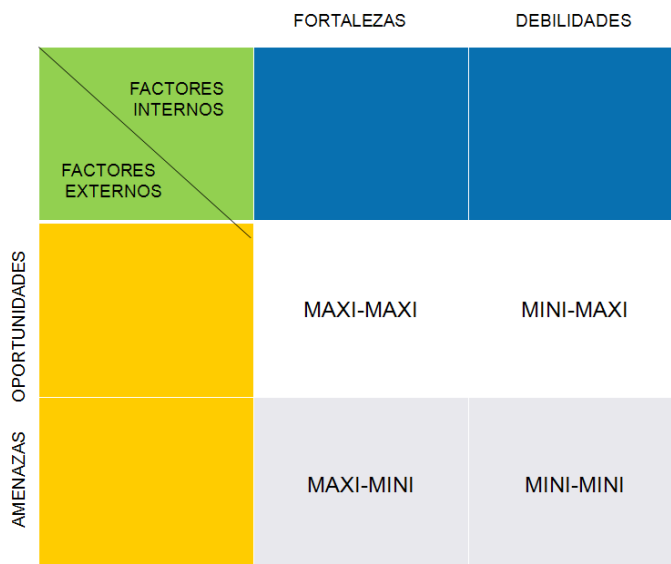 FORTALEZAS
DEBILIDADES
FACTORES
INTERNOS
FACTORES
EXTERNOS
OPORTUNIDADES
MAXI-MAXI
MINI-MAXI
AMENAZAS
MAXI-MINI
MINI-MINI